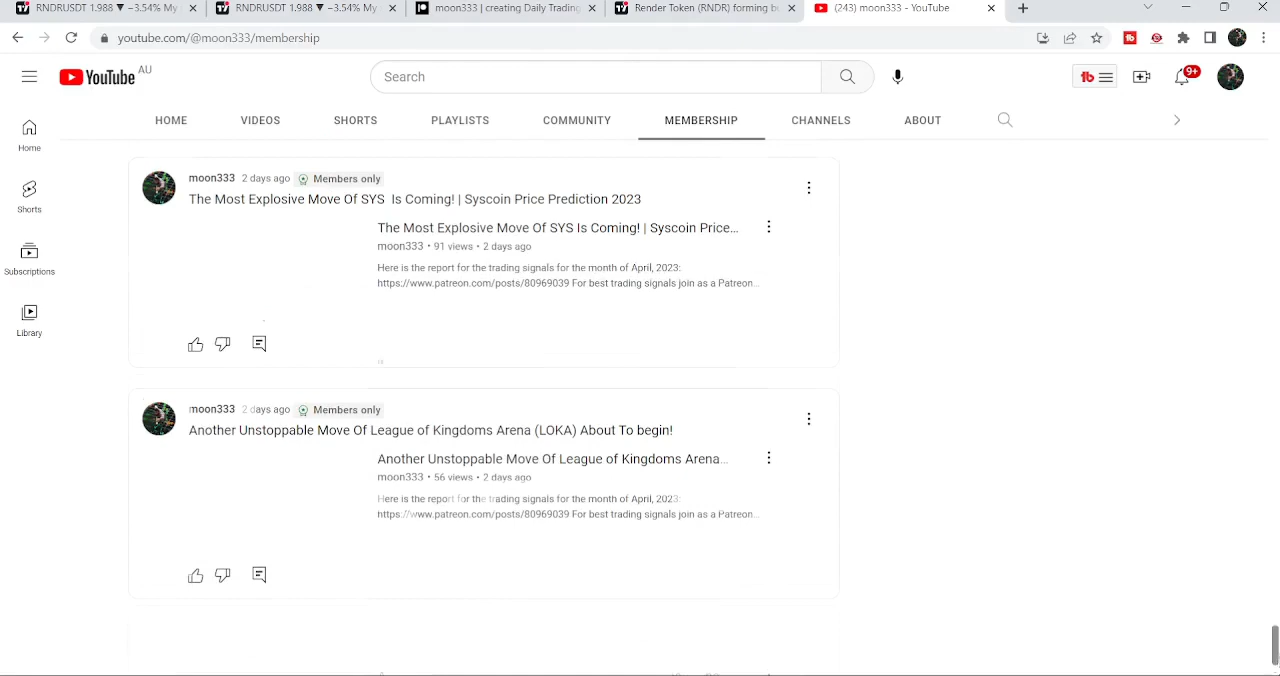 RNDRUSDT 1.988 ▼ −3.54% My
RNDRUSDT 1.988 ▼ −3.54% My
moon333 | creating Daily Trading
Render Token (RNDR) forming bu
(243) moon333 - YouTube
youtube.com/@moon333/membership
YouTube AU
Search
9+
HOME
VIDEOS
SHORTS
PLAYLISTS
COMMUNITY
MEMBERSHIP
CHANNELS
ABOUT
Home
Shorts
Subscriptions
Library
moon333 2 days ago Members only
The Most Explosive Move Of SYS Is Coming! | Syscoin Price Prediction 2023
The Most Explosive Move Of SYS Is Coming! | Syscoin Price...
moon333 • 91 views • 2 days ago
Here is the report for the trading signals for the month of April, 2023:
https://www.patreon.com/posts/80969039 For best trading signals join as a Patreon...
moon333 2 days ago Members only
Another Unstoppable Move Of League of Kingdoms Arena (LOKA) About To begin!
Another Unstoppable Move Of League of Kingdoms Arena...
moon333 • 56 views • 2 days ago
Here is the report for the trading signals for the month of April, 2023:
https://www.patreon.com/posts/80969039 For best trading signals join as a Patreon...